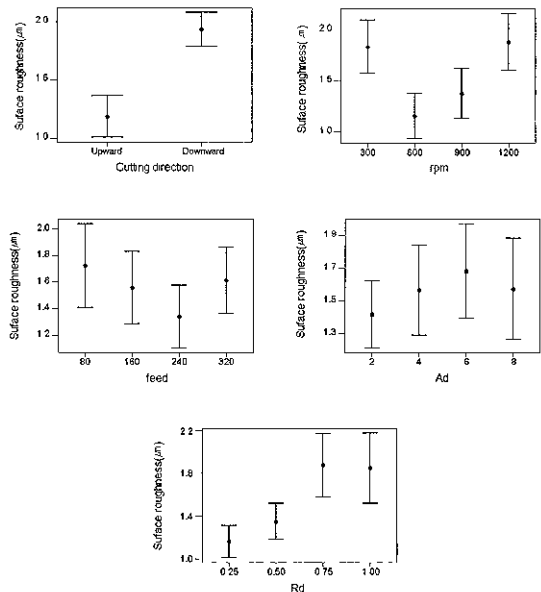 Suface roughness(μm)
2.0
1.5
1.0
Upward Downward
Cutting direction
Suface roughness(μm)
2.0
1.5
1.0
300 600 900 1200
rpm
Suface roughness(μm)
2.0
1.8
1.6
1.4
1.2
80 160 240 320
feed
Suface roughness(μm)
1.9
1.7
1.5
1.3
2 4 6 8
Ad
Suface roughness(μm)
2.2
1.8
1.4
1.0
0.25 0.50 0.75 1.00
Rd